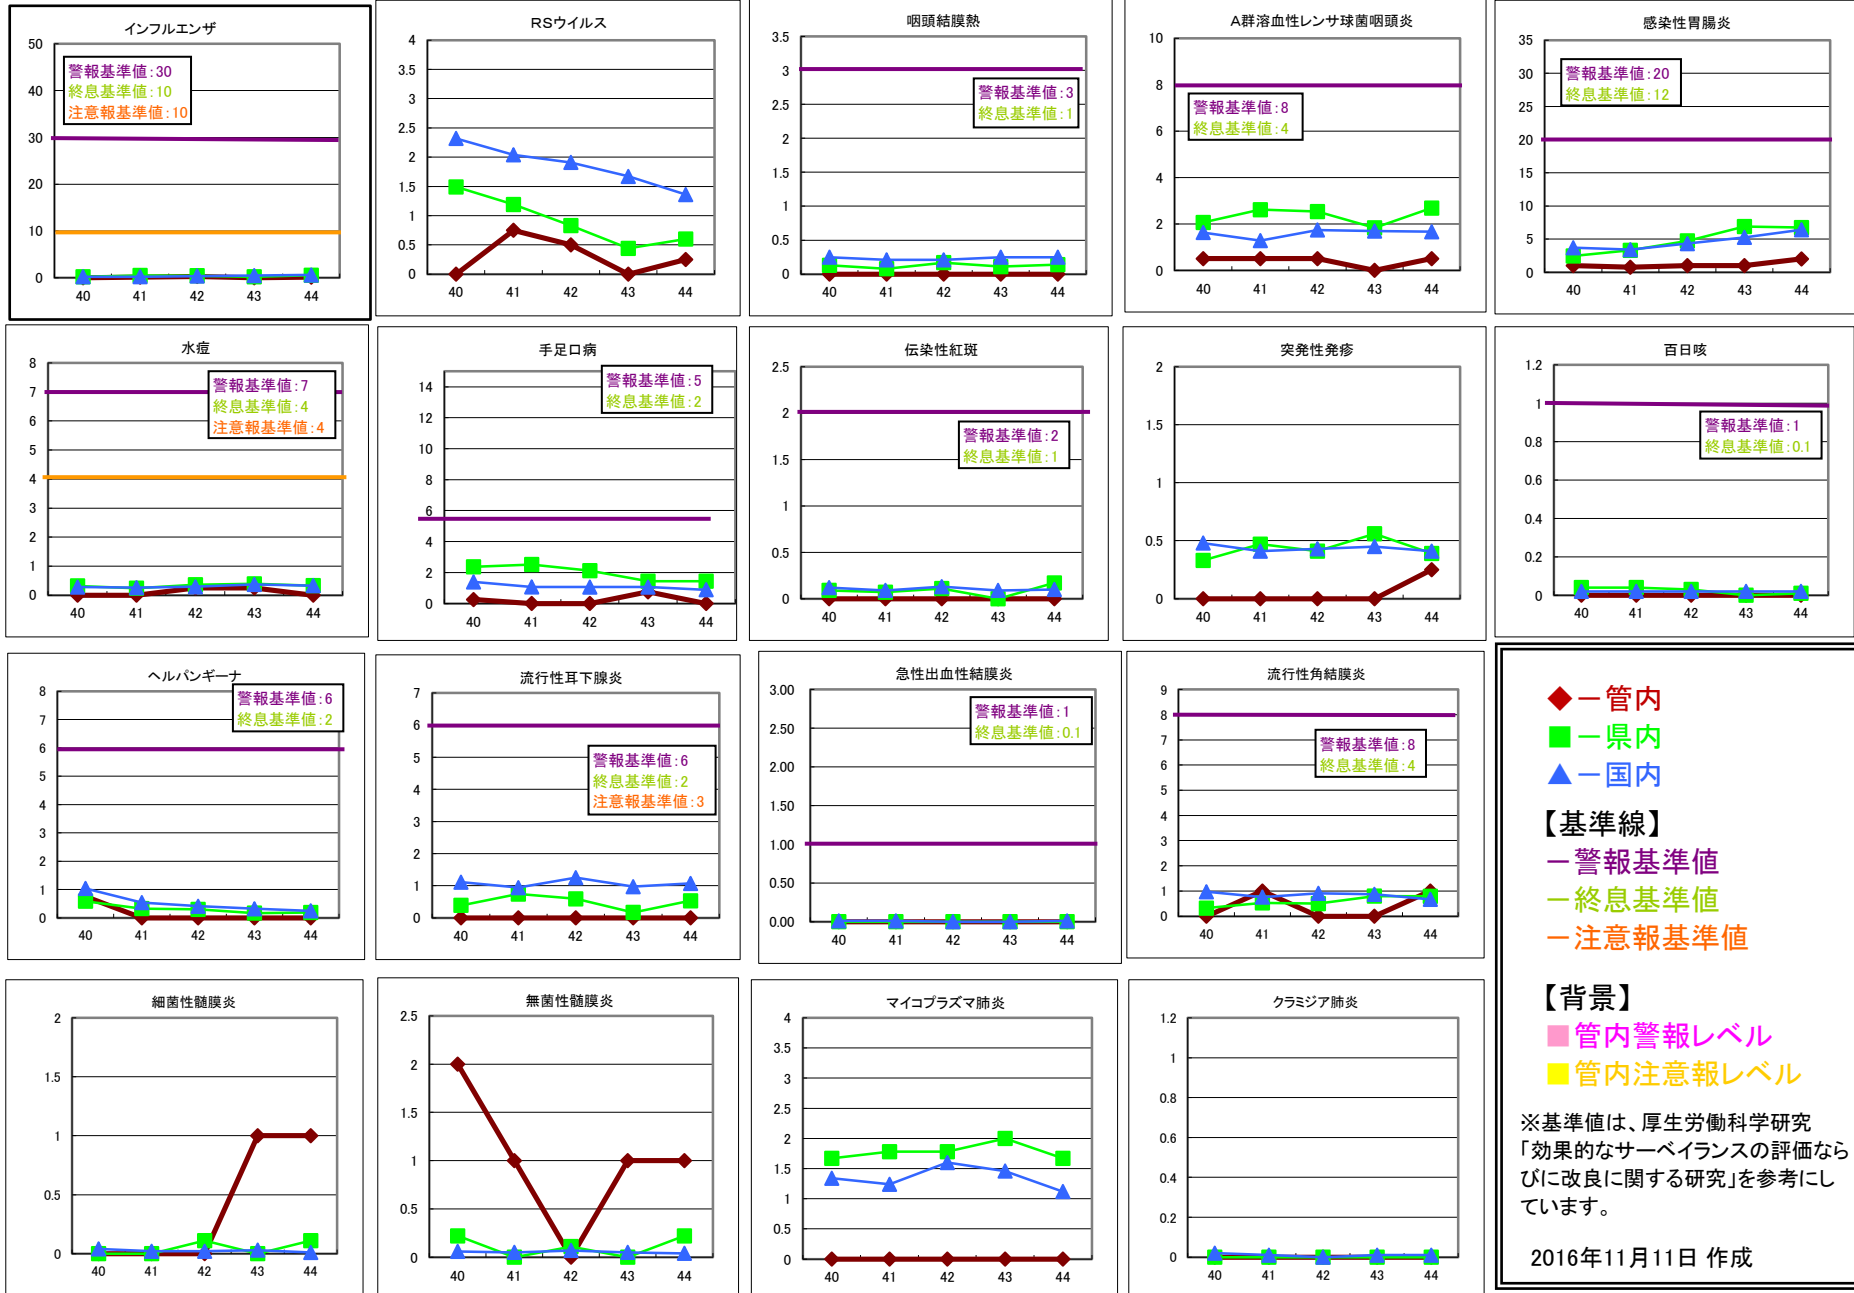 インフルエンザ
50
40
30
20
10
0
警報基準値:30
終息基準値:10
注意報基準値:10
40 41 42 43 44
RSウイルス
4
3.5
3
2.5
2
1.5
1
0.5
0
40 41 42 43 44
咽頭結膜熱
3.5
3
2.5
2
1.5
1
0.5
0
警報基準値:3
終息基準値:1
40 41 42 43 44
A群溶血性レンサ球菌咽頭炎
10
8
6
4
2
0
警報基準値:8
終息基準値:4
40 41 42 43 44
感染性胃腸炎
35
30
25
20
15
10
5
0
警報基準値:20
終息基準値:12
40 41 42 43 44
水痘
8
7
6
5
4
3
2
1
0
警報基準値:7
終息基準値:4
注意報基準値:4
40 41 42 43 44
手足口病
14
12
10
8
6
4
2
0
警報基準値:5
終息基準値:2
40 41 42 43 44
伝染性紅斑
2.5
2
1.5
1
0.5
0
警報基準値:2
終息基準値:1
40 41 42 43 44
突発性発疹
2
1.5
1
0.5
0
40 41 42 43 44
百日咳
1.2
1
0.8
0.6
0.4
0.2
0
警報基準値:1
終息基準値:0.1
40 41 42 43 44
ヘルパンギーナ
8
7
6
5
4
3
2
1
0
警報基準値:6
終息基準値:2
40 41 42 43 44
流行性耳下腺炎
7
6
5
4
3
2
1
0
警報基準値:6
終息基準値:2
注意報基準値:3
40 41 42 43 44
急性出血性結膜炎
3.00
2.50
2.00
1.50
1.00
0.50
0.00
警報基準値:1
終息基準値:0.1
40 41 42 43 44
流行性角結膜炎
9
8
7
6
5
4
3
2
1
0
警報基準値:8
終息基準値:4
40 41 42 43 44
細菌性髄膜炎
2
1
0.5
0
40 41 42 43 44
無菌性髄膜炎
2.5
2
1.5
1
0.5
0
40 41 42 43 44
マイコプラズマ肺炎
4
3.5
3
2.5
2
1.5
1
0.5
0
40 41 42 43 44
クラミジア肺炎
1.2
1
0.8
0.6
0.4
0.2
0
40 41 42 43 44
◆ー管内
■ー県内
▲ー国内
【基準線】
ー警報基準値
ー終息基準値
ー注意報基準値
【背景】
■管内警報レベル
■管内注意報レベル
※基準値は、厚生労働科学研究
「効果的なサーベイランスの評価なら
びに改良に関する研究」を参考にし
ています。
2016年11月11日 作成